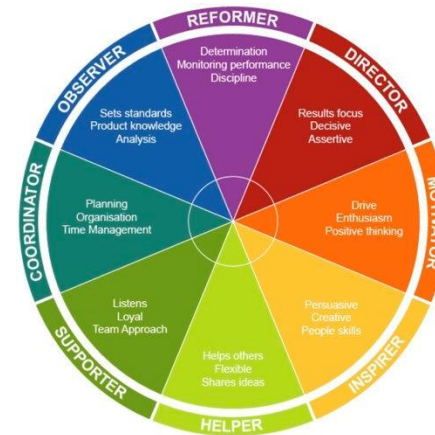 REFORMER
Determination
Monitoring performance
Discipline
DIRECTOR
Results focus
Decisive
Assertive
MOTIVATOR
Drive
Enthusiasm
Positive thinking
INSPIRER
Persuasive
Creative
People skills
HELPER
Helps others
Flexible
Shares ideas
SUPPORTER
Listens
Loyal
Team Approach
COORDINATOR
Planning
Organisation
Time Management
OBSERVER
Sets standards
Product knowledge
Analysis